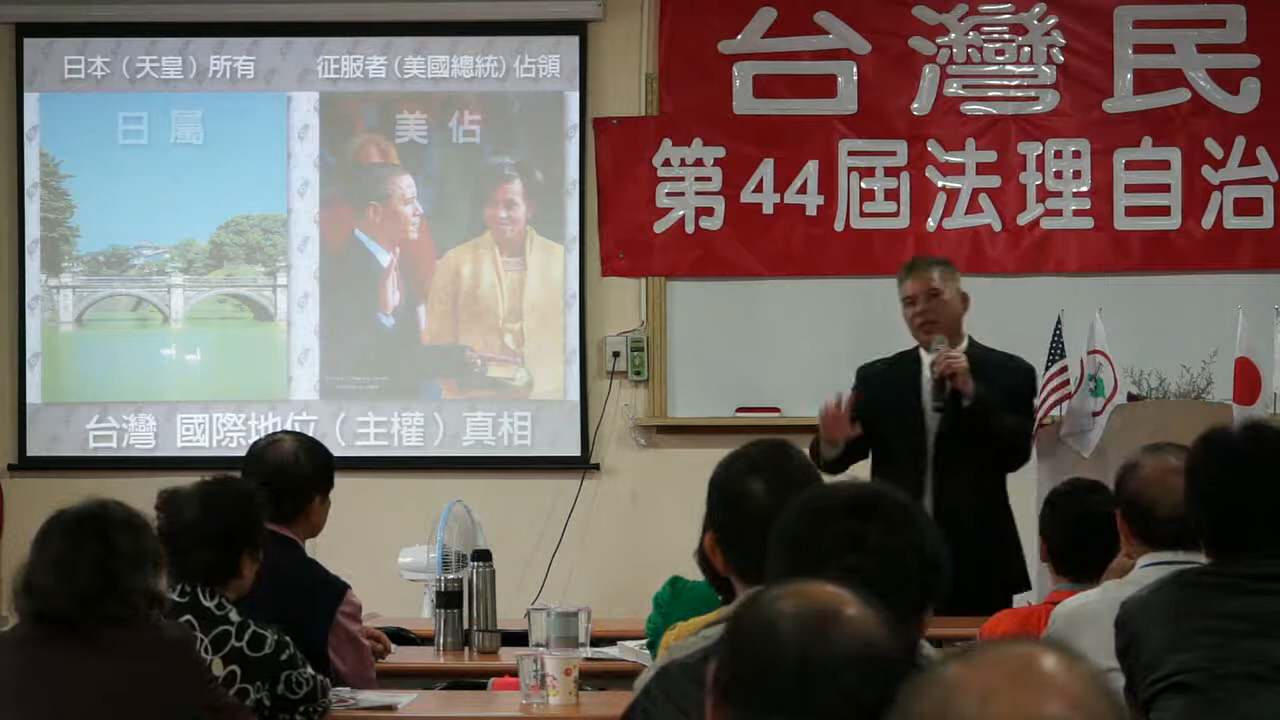 日本（天皇）所有
征服者（美國總統）佔領
日屬
美佔
台灣 國際地位（主權）真相
台灣民
第44屆法理自治